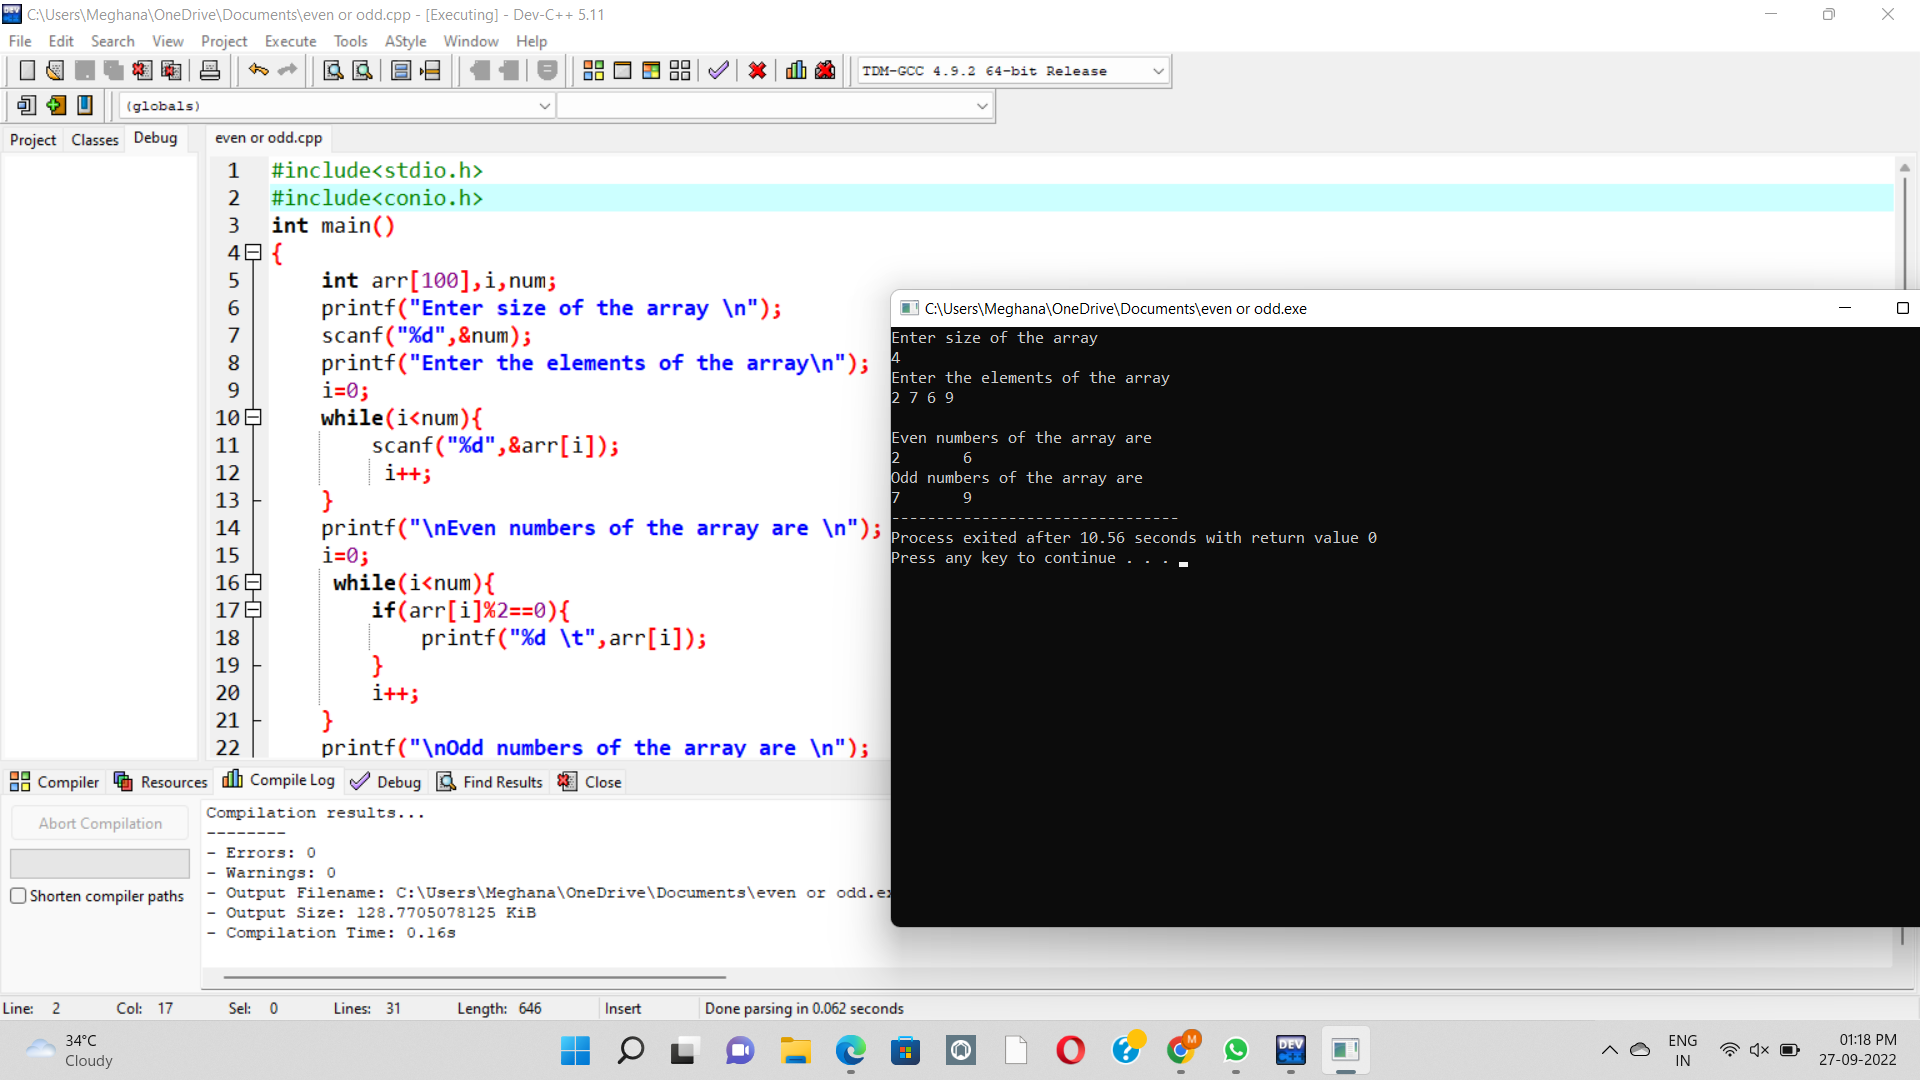 C:\Users\Meghana\OneDrive\Documents\even or odd.cpp - [Executing] - Dev-C++ 5.11
File Edit Search View Project Execute Tools AStyle Window Help
TDM-GCC 4.9.2 64-bit Release
(globals)
Project Classes Debug
even or odd.cpp
1 #include<stdio.h>
2 #include<conio.h>
3 int main()
4 {
5 int arr[100],i,num;
6 printf("Enter size of the array \n");
7 scanf("%d",&num);
8 printf("Enter the elements of the array\n");
9 i=0;
10 while(i<num){
11 scanf("%d",&arr[i]);
12 i++;
13 }
14 printf("\nEven numbers of the array are \n");
15 i=0;
16 while(i<num){
17 if(arr[i]%2==0){
18 printf("%d \t",arr[i]);
19 }
20 i++;
21 }
22 printf("\nOdd numbers of the array are \n");
C:\Users\Meghana\OneDrive\Documents\even or odd.exe
Enter size of the array
4
Enter the elements of the array
2 7 6 9
Even numbers of the array are
2 6
Odd numbers of the array are
7 9
--------------------------------
Process exited after 10.56 seconds with return value 0
Press any key to continue . . .
Compiler Resources Compile Log Debug Find Results Close
Abort Compilation
Shorten compiler paths
Compilation results...
--------
- Errors: 0
- Warnings: 0
- Output Filename: C:\Users\Meghana\OneDrive\Documents\even or odd.ex
- Output Size: 128.7705078125 KiB
- Compilation Time: 0.16s
Line: 2 Col: 17 Sel: 0 Lines: 31 Length: 646 Insert Done parsing in 0.062 seconds
34°C
Cloudy
M
DEV
C++
ENG
IN
01:18 PM
27-09-2022